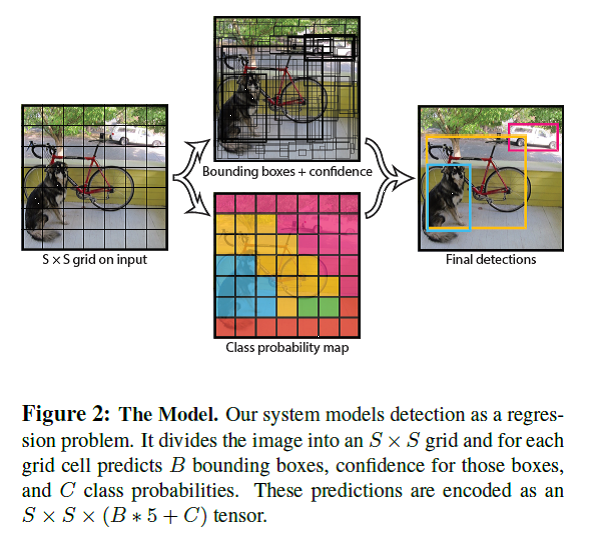 Bounding boxes + confidence
S × S grid on input
Final detections
Class probability map
Figure 2: The Model. Our system models detection as a regres-
sion problem. It divides the image into an S × S grid and for each
grid cell predicts B bounding boxes, confidence for those boxes,
and C class probabilities. These predictions are encoded as an
S × S × (B ∗ 5 + C) tensor.